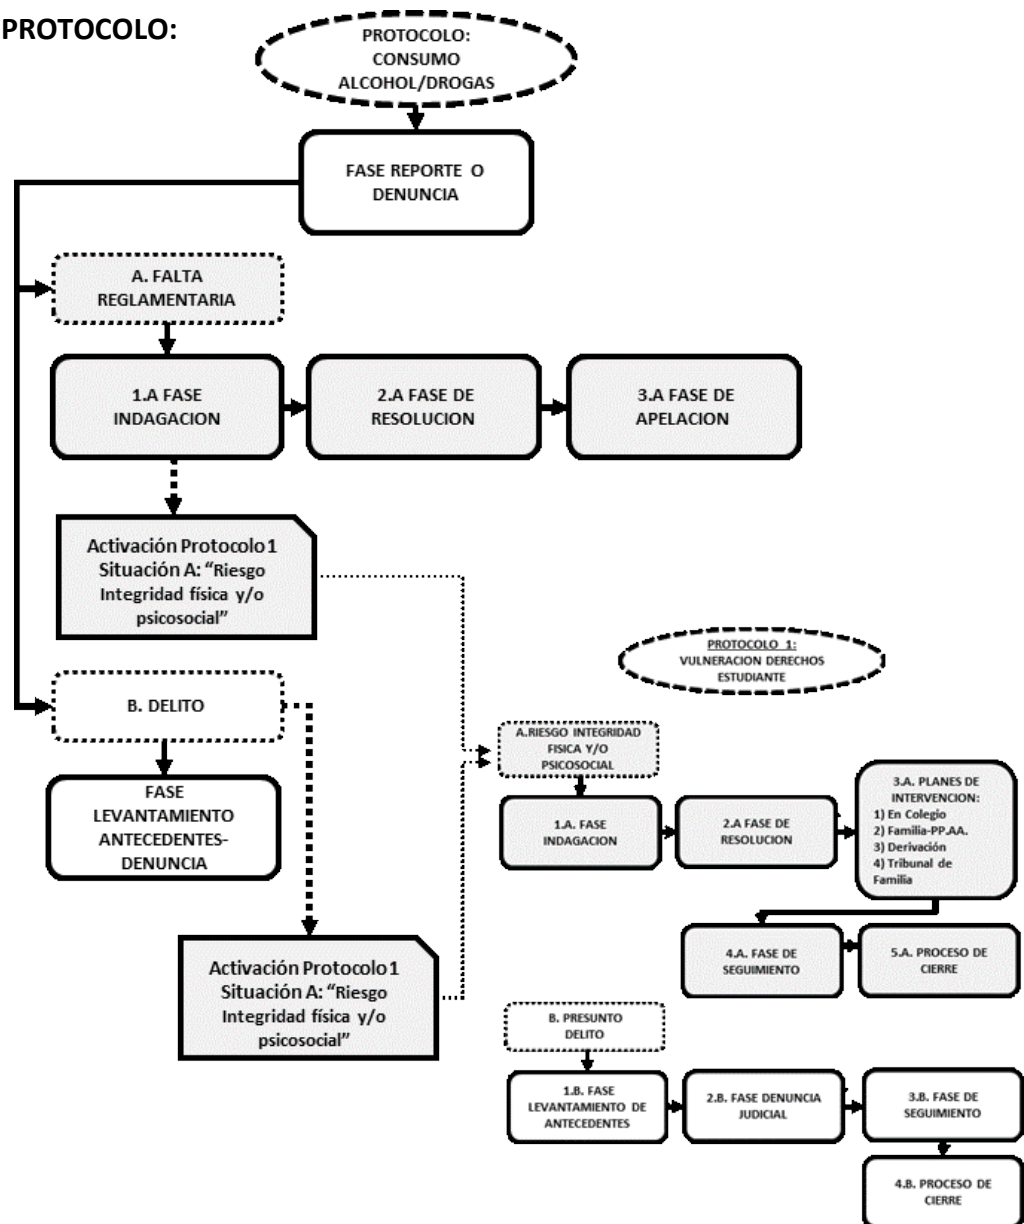 PROTOCOLO:
PROTOCOLO:
CONSUMO
ALCOHOL/DROGAS
FASE REPORTE O
DENUNCIA
A. FALTA
REGLAMENTARIA
1.A FASE
INDAGACION
2.A FASE DE
RESOLUCION
3.A FASE DE
APELACION
Activación Protocolo 1
Situación A: “Riesgo
Integridad física y/o
psicosocial”
B. DELITO
FASE
LEVANTAMIENTO
ANTECEDENTES-
DENUNCIA
Activación Protocolo 1
Situación A: “Riesgo
Integridad física y/o
psicosocial”
PROTOCOLO 1:
VULNERACION DERECHOS
ESTUDIANTE
A.RIESGO INTEGRIDAD
FISICA Y/O
PSICOSOCIAL
1.A. FASE
INDAGACION
2.A FASE DE
RESOLUCION
3.A. PLANES DE
INTERVENCION:
1) En Colegio
2) Familia-PP.AA.
3) Derivación
4) Tribunal de
Familia
4.A. FASE DE
SEGUIMIENTO
5.A. PROCESO DE
CIERRE
B. PRESUNTO
DELITO
1.B. FASE
LEVANTAMIENTO DE
ANTECEDENTES
2.B. FASE DENUNCIA
JUDICIAL
3.B. FASE DE
SEGUIMIENTO
4.B. PROCESO DE
CIERRE